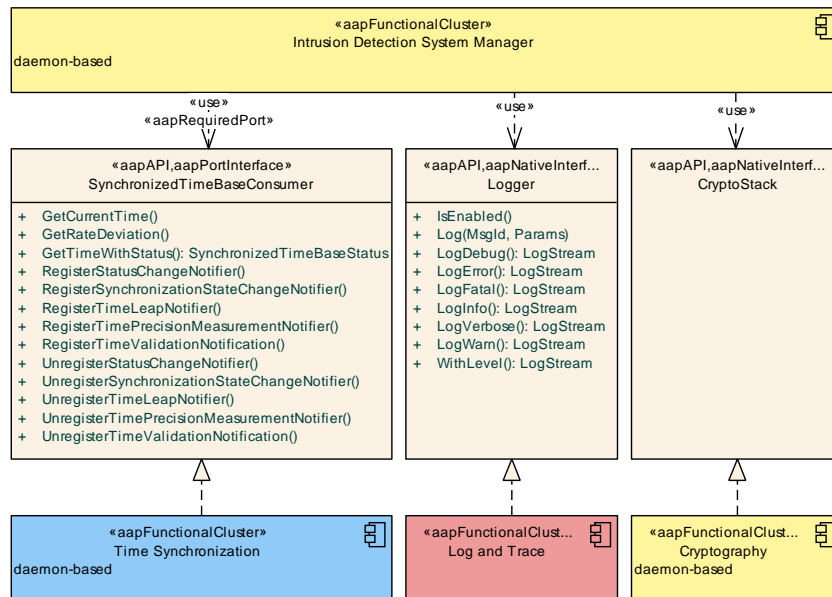 «aapFunctionalCluster»
Intrusion Detection System Manager
daemon-based
«use»
«aapRequiredPort»
«use»
«use»
«aapAPI,aapPortInterface»
SynchronizedTimeBaseConsumer
+ GetCurrentTime()
+ GetRateDeviation()
+ GetTimeWithStatus(): SynchronizedTimeBaseStatus
+ RegisterStatusChangeNotifier()
+ RegisterSynchronizationStateChangeNotifier()
+ RegisterTimeLeapNotifier()
+ RegisterTimePrecisionMeasurementNotifier()
+ RegisterTimeValidationNotification()
+ UnregisterStatusChangeNotifier()
+ UnregisterSynchronizationStateChangeNotifier()
+ UnregisterTimeLeapNotifier()
+ UnregisterTimePrecisionMeasurementNotifier()
+ UnregisterTimeValidationNotification()
«aapAPI,aapNativeInterf...
Logger
+ IsEnabled()
+ Log(MsgId, Params)
+ LogDebug(): LogStream
+ LogError(): LogStream
+ LogFatal(): LogStream
+ LogInfo(): LogStream
+ LogVerbose(): LogStream
+ LogWarn(): LogStream
+ WithLevel(): LogStream
«aapAPI,aapNativeInterf...
CryptoStack
«aapFunctionalCluster»
Time Synchronization
daemon-based
«aapFunctionalClust...
Log and Trace
«aapFunctionalClust...
Cryptography
daemon-based